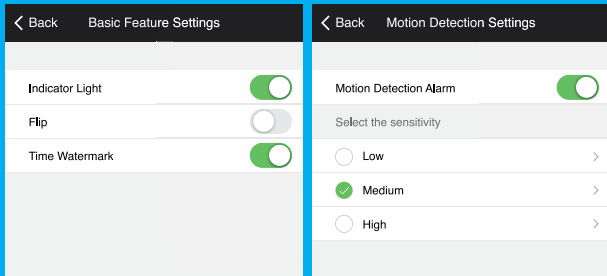 Back Basic Feature Settings
Indicator Light
Flip
Time Watermark
Back Motion Detection Settings
Motion Detection Alarm
Select the sensitivity
Low
Medium
High